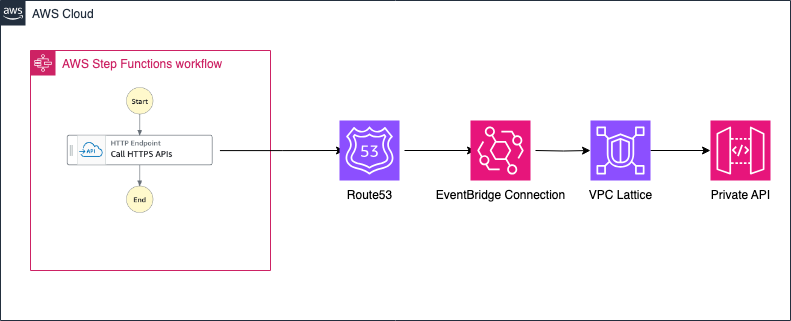 aws
AWS Cloud
AWS Step Functions workflow
Start
HTTP Endpoint
API
Call HTTPS APIs
End
53
</>
Route53
EventBridge Connection
VPC Lattice
Private API